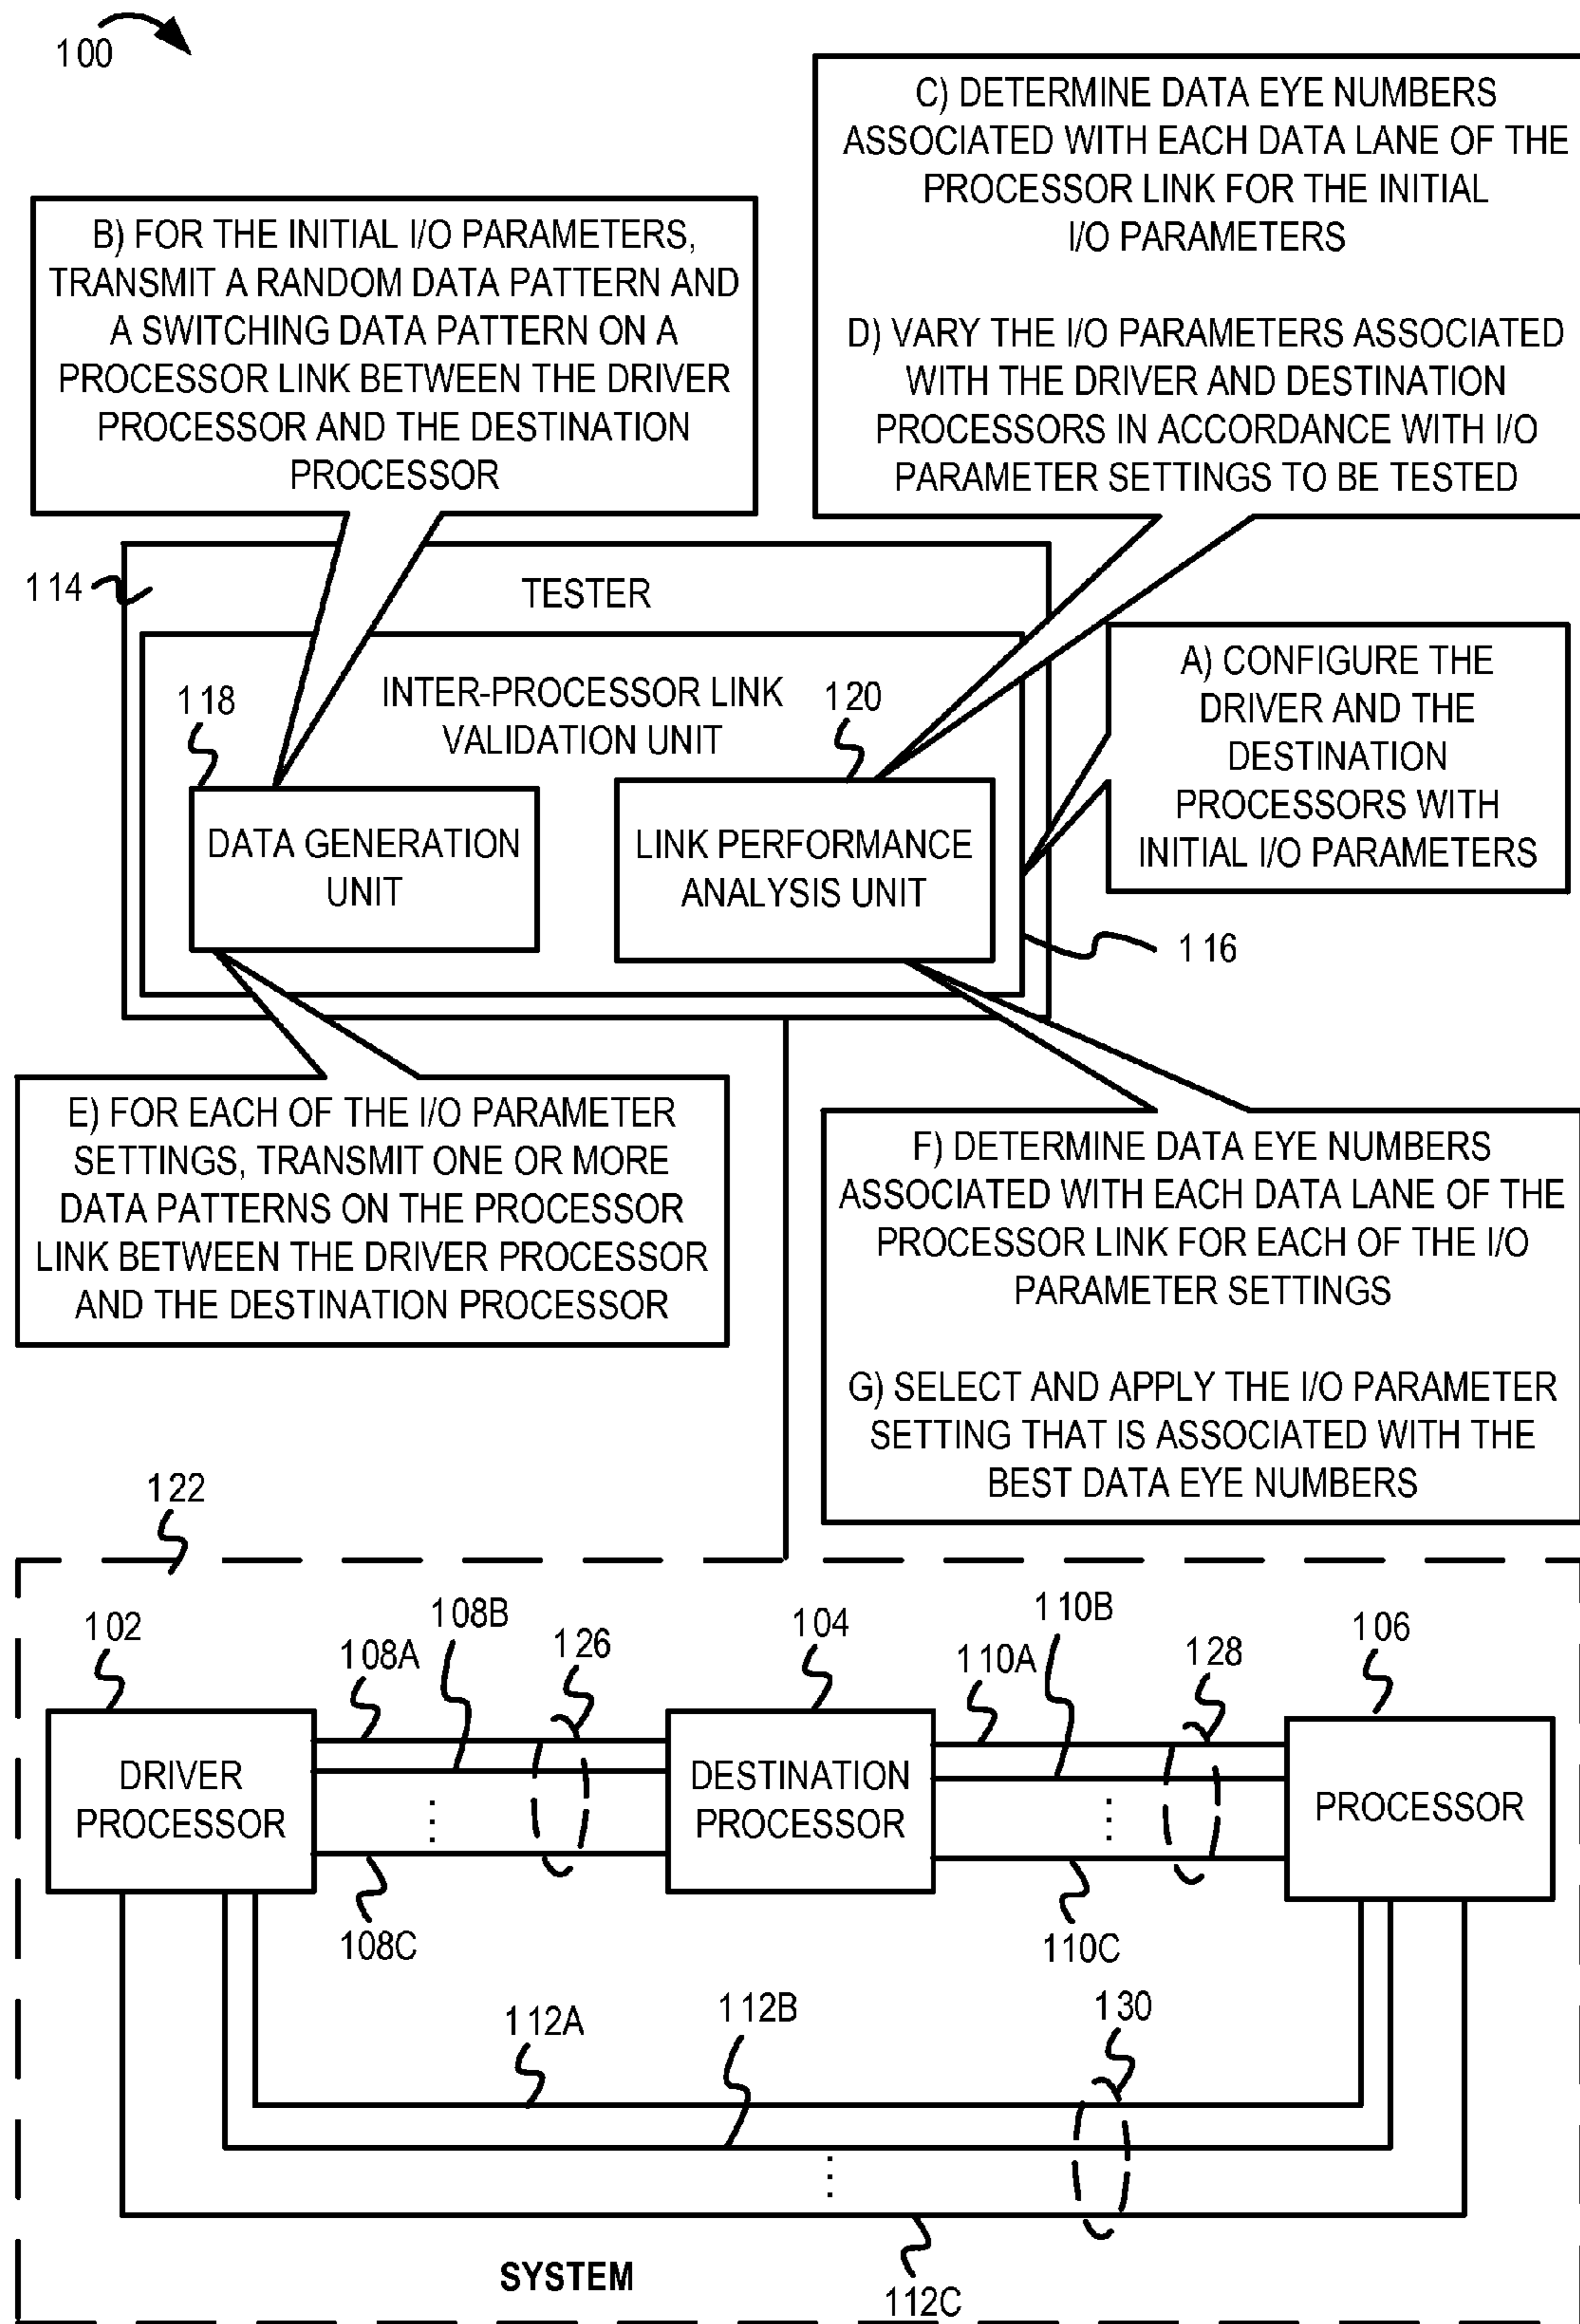 100
C) DETERMINE DATA EYE NUMBERS
ASSOCIATED WITH EACH DATA LANE OF THE
PROCESSOR LINK FOR THE INITIAL
I/O PARAMETERS
D) VARY THE I/O PARAMETERS ASSOCIATED
WITH THE DRIVER AND DESTINATION
PROCESSORS IN ACCORDANCE WITH I/O
PARAMETER SETTINGS TO BE TESTED
B) FOR THE INITIAL I/O PARAMETERS,
TRANSMIT A RANDOM DATA PATTERN AND
A SWITCHING DATA PATTERN ON A
PROCESSOR LINK BETWEEN THE DRIVER
PROCESSOR AND THE DESTINATION
PROCESSOR
114
TESTER
A) CONFIGURE THE
DRIVER AND THE
DESTINATION
PROCESSORS WITH
INITIAL I/O PARAMETERS
118
INTER-PROCESSOR LINK
VALIDATION UNIT
120
DATA GENERATION
UNIT
LINK PERFORMANCE
ANALYSIS UNIT
116
E) FOR EACH OF THE I/O PARAMETER
SETTINGS, TRANSMIT ONE OR MORE
DATA PATTERNS ON THE PROCESSOR
LINK BETWEEN THE DRIVER PROCESSOR
AND THE DESTINATION PROCESSOR
F) DETERMINE DATA EYE NUMBERS
ASSOCIATED WITH EACH DATA LANE OF THE
PROCESSOR LINK FOR EACH OF THE I/O
PARAMETER SETTINGS
G) SELECT AND APPLY THE I/O PARAMETER
SETTING THAT IS ASSOCIATED WITH THE
BEST DATA EYE NUMBERS
122
102
108A
108B
126
104
110A
110B
128
106
DRIVER
PROCESSOR
DESTINATION
PROCESSOR
PROCESSOR
108C
110C
112A
112B
130
SYSTEM
112C